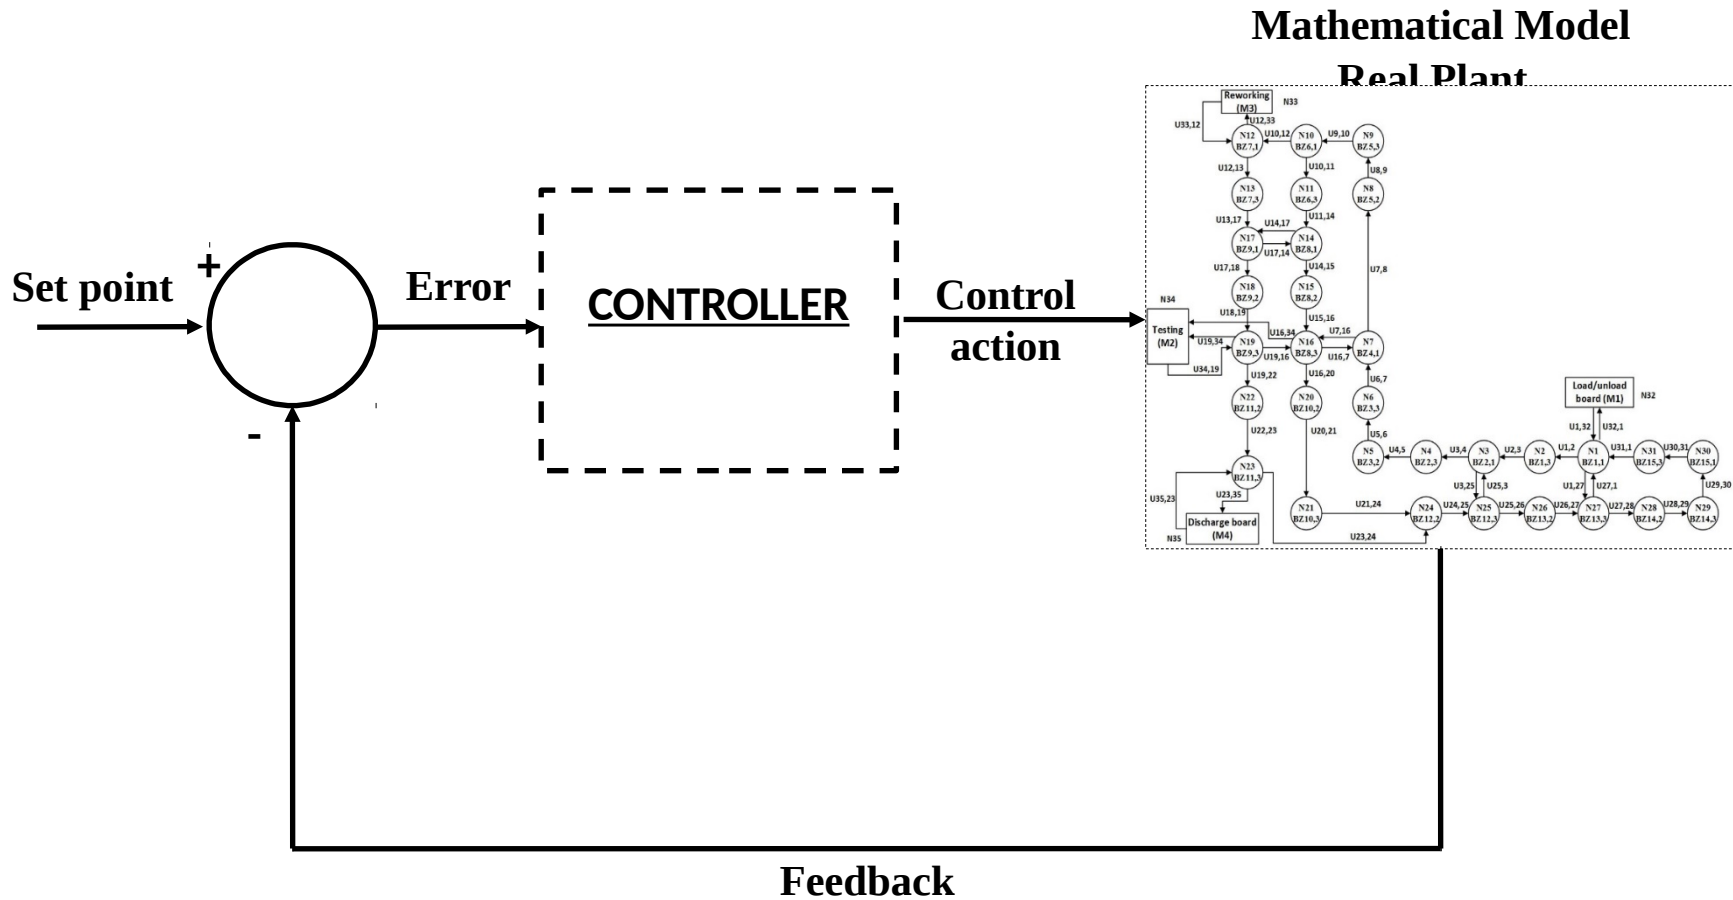 Mathematical Model
Real Plant
Reworking
(M3)
N33
U12,33
U33,12
N12
BZ7,1
U10,12
N10
BZ6,1
U9,10
N9
BZ5,3
U12,13
U10,11
U8,9
N13
BZ7,3
N11
BZ6,3
N8
BZ5,2
U13,17
U14,17
U11,14
N17
BZ9,1
U17,14
N14
BZ8,1
U17,18
U14,15
U7,8
N18
BZ9,2
N15
BZ8,2
N34
Testing
(M2)
U18,19
U16,34
U15,16
U7,16
U19,34
N19
BZ9,3
U19,16
N16
BZ8,3
U16,7
N7
BZ4,1
U34,19
U19,22
U16,20
U6,7
N22
BZ11,2
N20
BZ10,2
N6
BZ3,3
Load/unload
board (M1)
N32
U1,32
U32,1
U22,23
U20,21
U5,6
N5
BZ3,2
U4,5
N4
BZ2,3
U3,4
N3
BZ2,1
U2,3
N2
BZ1,3
U1,2
N1
BZ1,1
U31,1
N31
BZ15,3
U30,31
N30
BZ15,1
N23
BZ11,3
U35,23
U23,35
U3,25
U25,3
U1,27
U27,1
U29,30
N21
BZ10,3
U21,24
N24
BZ12,2
U24,25
N25
BZ12,3
U25,26
N26
BZ13,2
U26,27
N27
BZ13,3
U27,28
N28
BZ14,2
U28,29
N29
BZ14,3
Discharge board
(M4)
N35
U23,24
+
Set point
-
Error
CONTROLLER
Control
action
Feedback